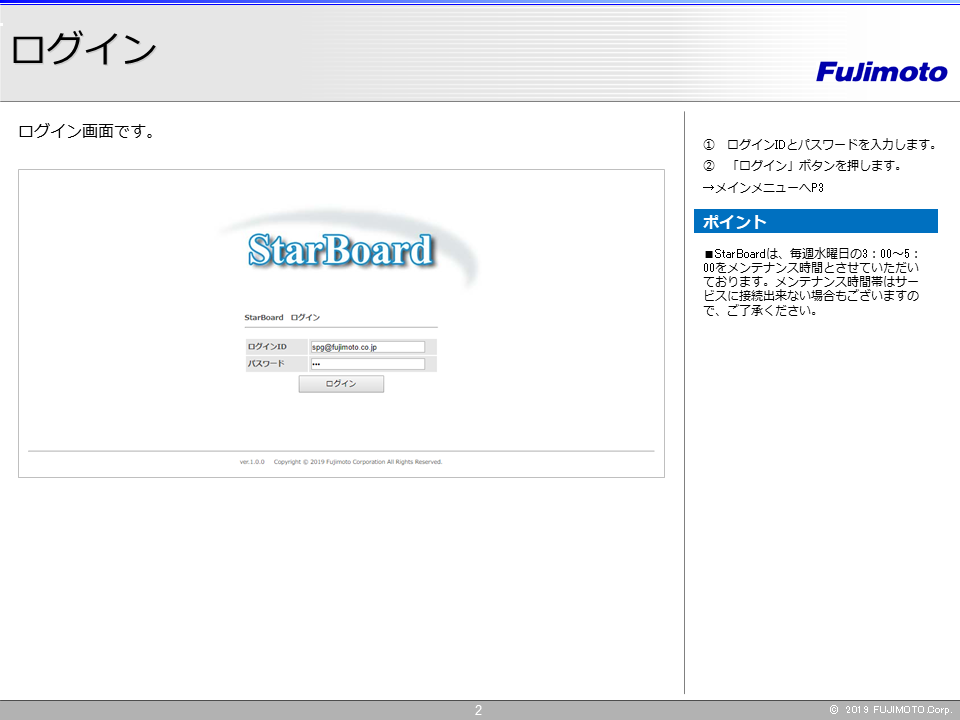 ログイン
Fujimoto
ログイン画面です。
StarBoard
StarBoard ログイン
ログインID spg@fujimoto.co.jp
パスワード •••
ログイン
ver.1.0.0 Copyright © 2019 Fujimoto Corporation All Rights Reserved.
① ログインIDとパスワードを入力します。
② 「ログイン」ボタンを押します。
→メインメニューへP3
ポイント
■StarBoardは、毎週水曜日の3：00～5：
00をメンテナンス時間とさせていただい
ております。メンテナンス時間帯はサー
ビスに接続出来ない場合もございますの
で、ご了承ください。
2
© 2019 FUJIMOTO.Corp.